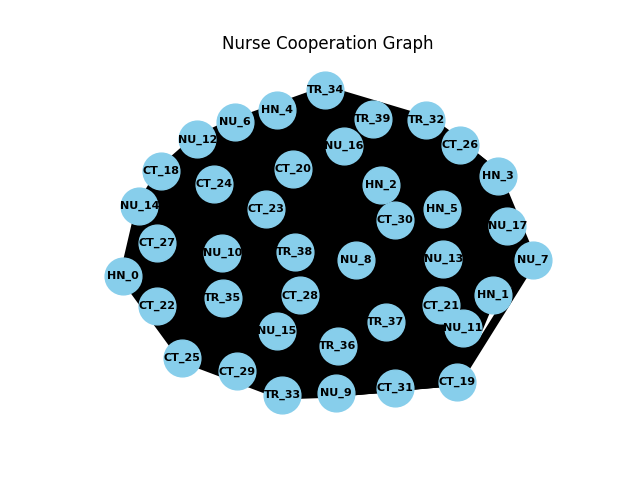 Nurse Cooperation Graph
TR_34
HN_4
TR_39
TR_32
NU_6
NU_12
NU_16
CT_26
CT_18
CT_20
HN_3
CT_24
HN_2
NU_14
CT_23
HN_5
CT_30
NU_17
CT_27
NU_10
TR_38
NU_8
NU_13
NU_7
HN_0
TR_35
CT_28
HN_1
CT_22
CT_21
TR_37
NU_11
NU_15
TR_36
CT_25
CT_29
CT_19
TR_33
NU_9
CT_31